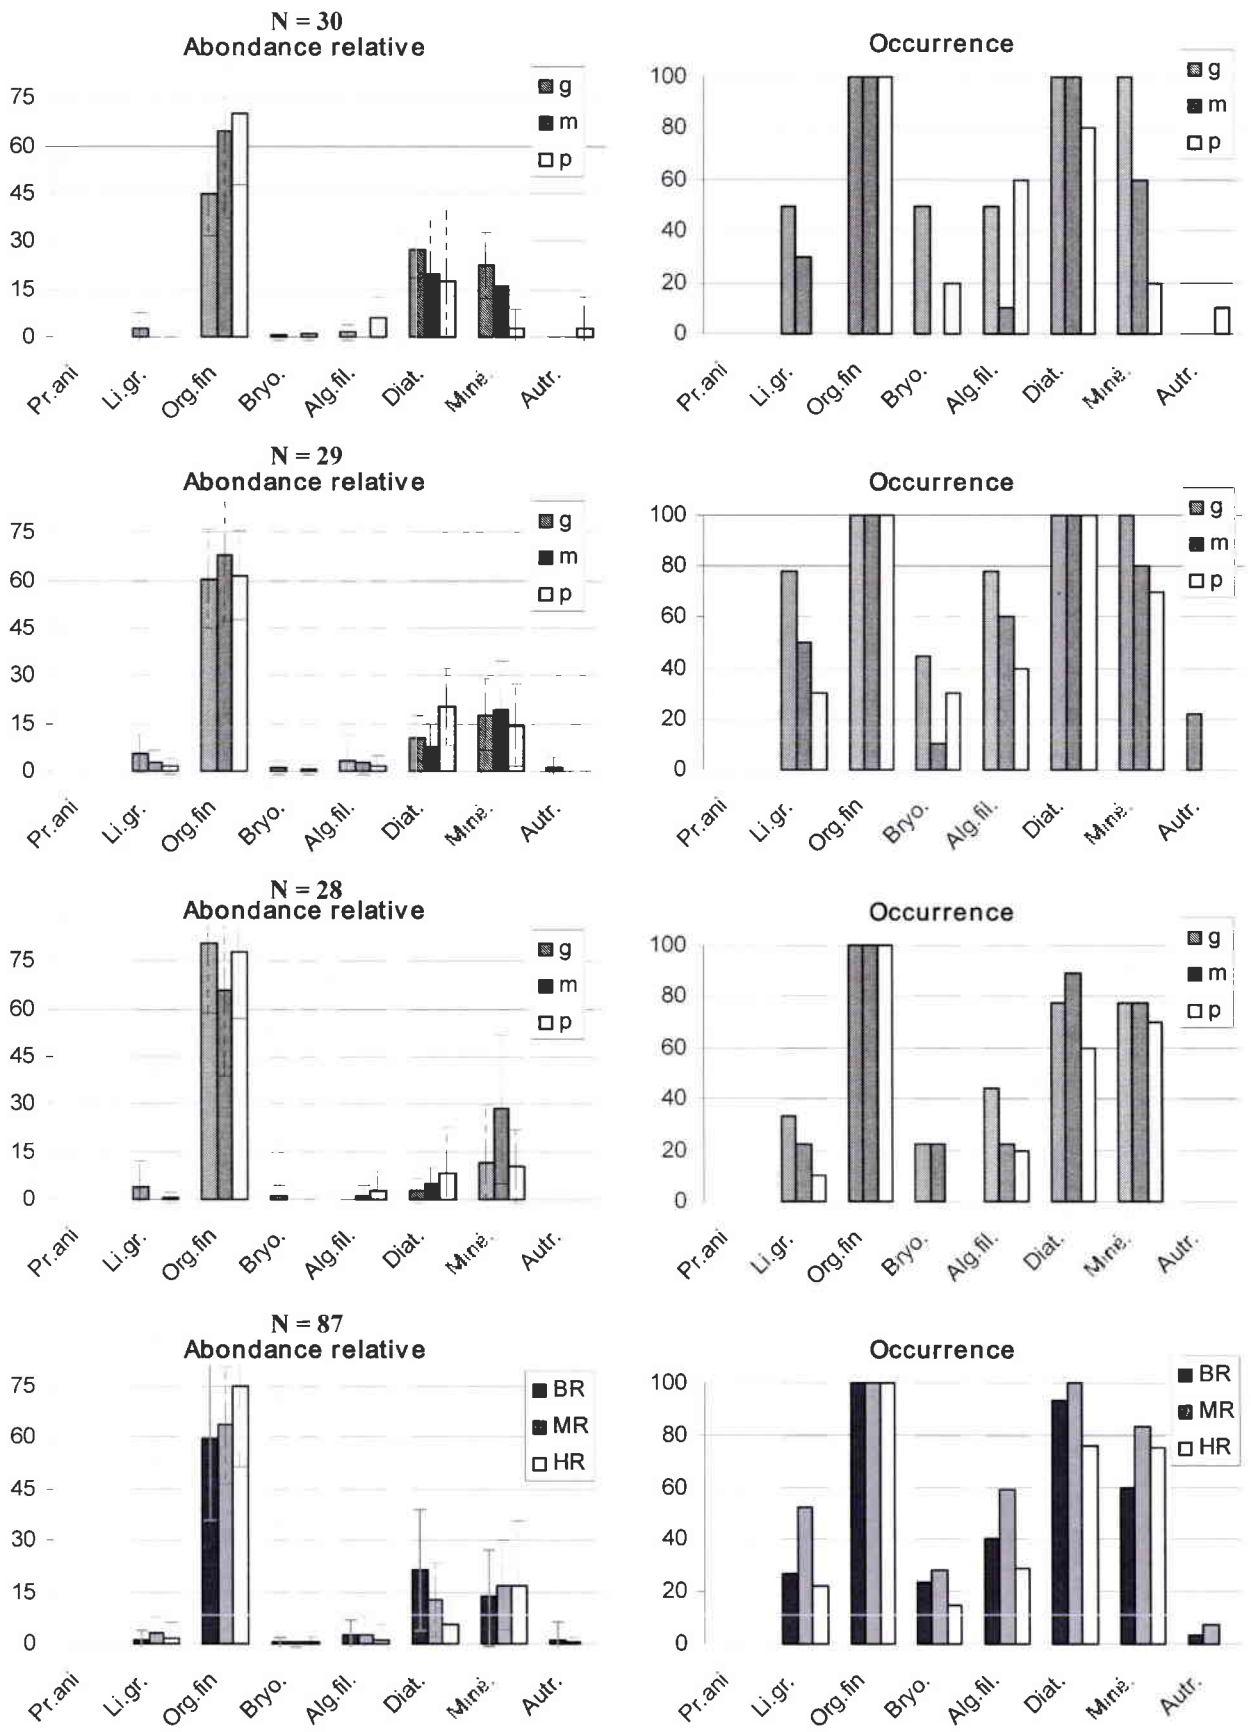 N = 30
Abondance relative
75
60
45
30
15
0
g
m
p
Pr.ani
Li.gr.
Org.fin
Bryo.
Alg.fil.
Diat.
Miné.
Autr.
Occurrence
100
80
60
40
20
0
g
m
p
Pr.ani
Li.gr.
Org.fin
Bryo.
Alg.fil.
Diat.
Miné.
Autr.
N = 29
Abondance relative
75
60
45
30
15
0
g
m
p
Pr.ani
Li.gr.
Org.fin
Bryo.
Alg.fil.
Diat.
Miné.
Autr.
Occurrence
100
80
60
40
20
0
g
m
p
Pr.ani
Li.gr.
Org.fin
Bryo.
Alg.fil.
Diat.
Miné.
Autr.
N = 28
Abondance relative
75
60
45
30
15
0
g
m
p
Pr.ani
Li.gr.
Org.fin
Bryo.
Alg.fil.
Diat.
Miné.
Autr.
Occurrence
100
80
60
40
20
0
g
m
p
Pr.ani
Li.gr.
Org.fin
Bryo.
Alg.fil.
Diat.
Miné.
Autr.
N = 87
Abondance relative
75
60
45
30
15
0
BR
MR
HR
Pr.ani
Li.gr.
Org.fin
Bryo.
Alg.fil.
Diat.
Miné.
Autr.
Occurrence
100
80
60
40
20
0
BR
MR
HR
Pr.ani
Li.gr.
Org.fin
Bryo.
Alg.fil.
Diat.
Miné.
Autr.